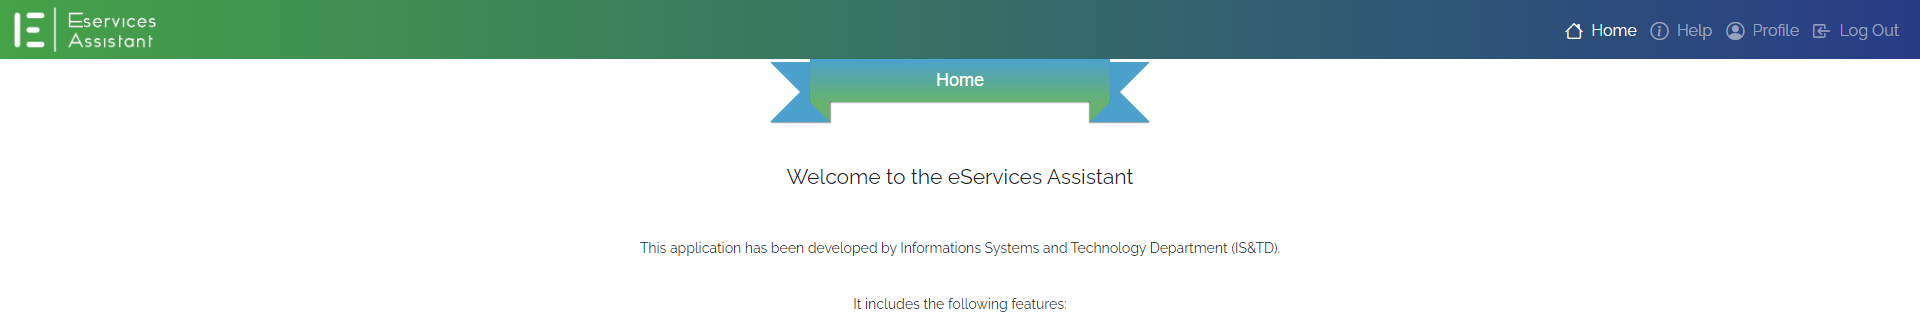 Eservices
Assistant
Home Help Profile Log Out
Home
Welcome to the eServices Assistant
This application has been developed by Informations Systems and Technology Department (IS&TD).
It includes the following features: